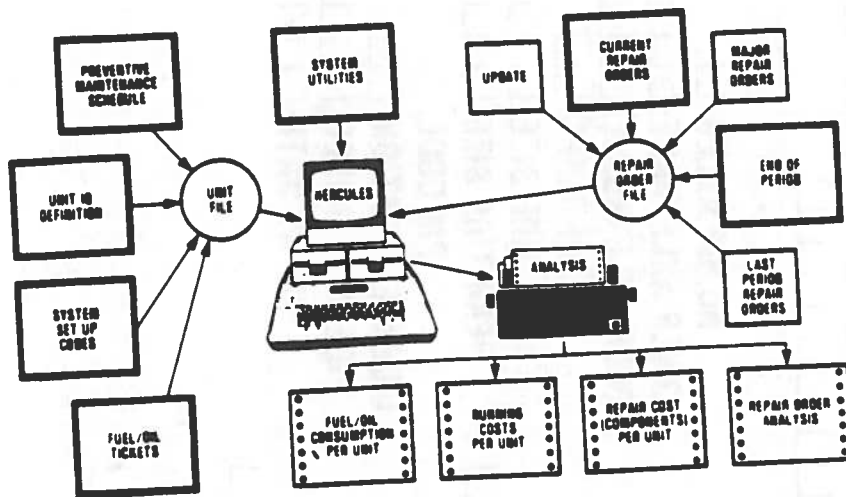 PREVENTIVE
MAINTENANCE
SCHEDULE
SYSTEM
UTILITIES
UPDATE
CURRENT
REPAIR
ORDERS
MAJOR
REPAIR
ORDERS
UNIT ID
DEFINITION
UNIT
FILE
HERCULES
REPAIR
ORDER
FILE
END OF
PERIOD
SYSTEM
SET UP
CODES
ANALYSIS
LAST
PERIOD
REPAIR
ORDERS
FUEL/OIL
TICKETS
FUEL/OIL
CONSUMPTION
PER UNIT
RUNNING
COSTS
PER UNIT
REPAIR COST
(COMPONENTS)
PER UNIT
REPAIR ORDER
ANALYSIS